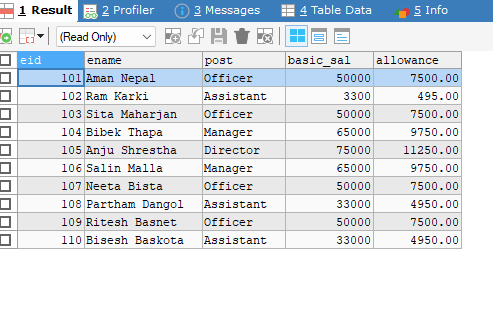 1 Result 2 Profiler 3 Messages 4 Table Data 5 Info
(Read Only)
eid ename post basic_sal allowance
101 Aman Nepal Officer 50000 7500.00
102 Ram Karki Assistant 3300 495.00
103 Sita Maharjan Officer 50000 7500.00
104 Bibek Thapa Manager 65000 9750.00
105 Anju Shrestha Director 75000 11250.00
106 Salin Malla Manager 65000 9750.00
107 Neeta Bista Officer 50000 7500.00
108 Partham Dangol Assistant 33000 4950.00
109 Ritesh Basnet Officer 50000 7500.00
110 Bisesh Baskota Assistant 33000 4950.00